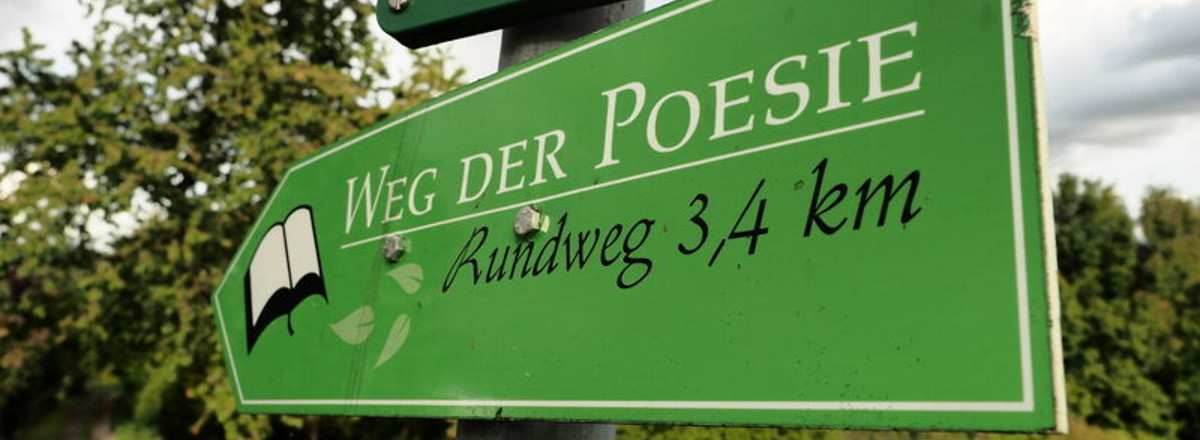 WEG DER POESIE
Rundweg 3,4 km